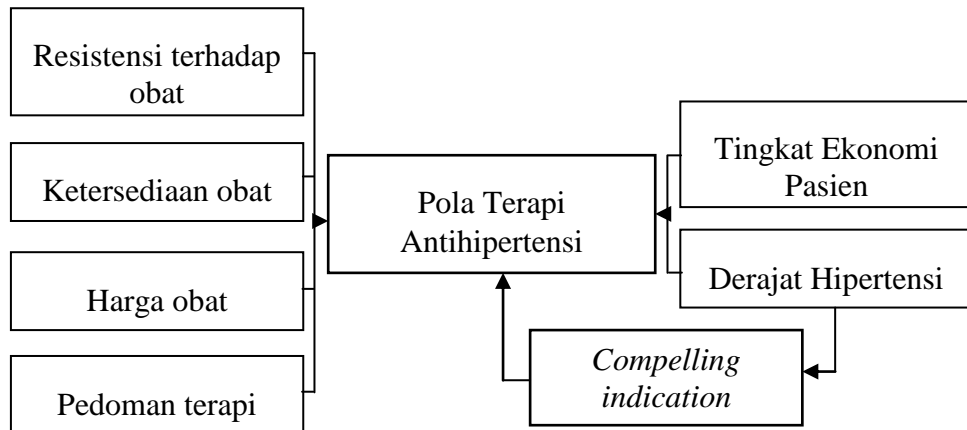 Resistensi terhadap
obat
Ketersediaan obat
Harga obat
Pedoman terapi
Pola Terapi
Antihipertensi
Tingkat Ekonomi
Pasien
Derajat Hipertensi
Compelling
indication